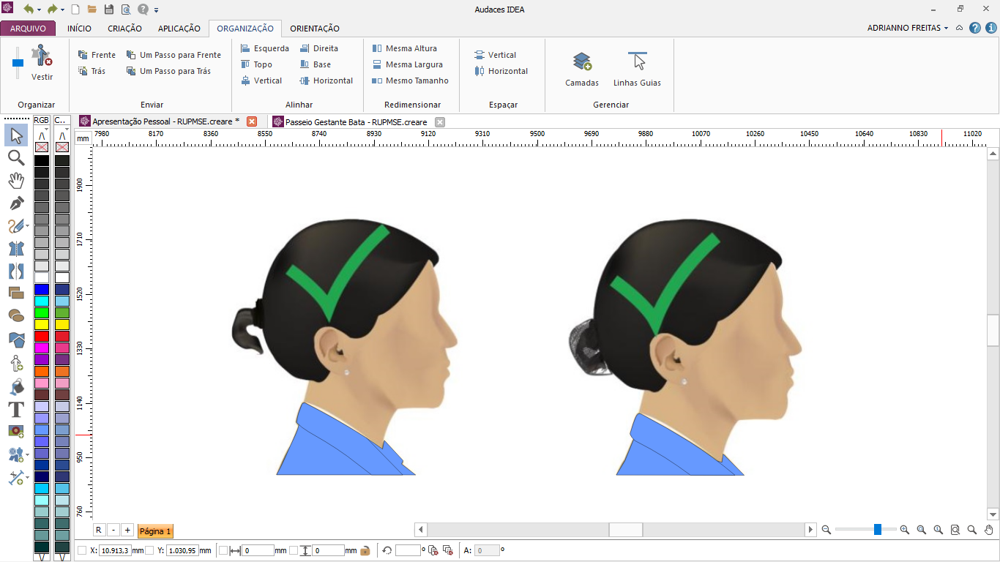 Audaces IDEA
ARQUIVO INÍCIO CRIAÇÃO APLICAÇÃO ORGANIZAÇÃO ORIENTAÇÃO ADRIANNO FREITAS
Vestir
Organizar
Frente Um Passo para Frente
Trás Um Passo para Trás
Enviar
Esquerda Direita
Topo Base
Vertical Horizontal
Alinhar
Mesma Altura
Mesma Largura
Mesmo Tamanho
Redimensionar
Vertical
Horizontal
Espaçar
Camadas Linhas Guias
Gerenciar
RGB C...
Apresentação Pessoal - RUPMSE.creare * Passeio Gestante Bata - RUPMSE.creare
mm 7980 8170 8360 8550 8740 8930 9120 9310 9500 9690 9880 10070 10260 10450 10640 10830 11020
1900
1710
1520
1330
1140
950
760
R - + Página 1
X: 10.913,3 mm Y: 1.030,95 mm 0 mm 0 mm º A: 0 º